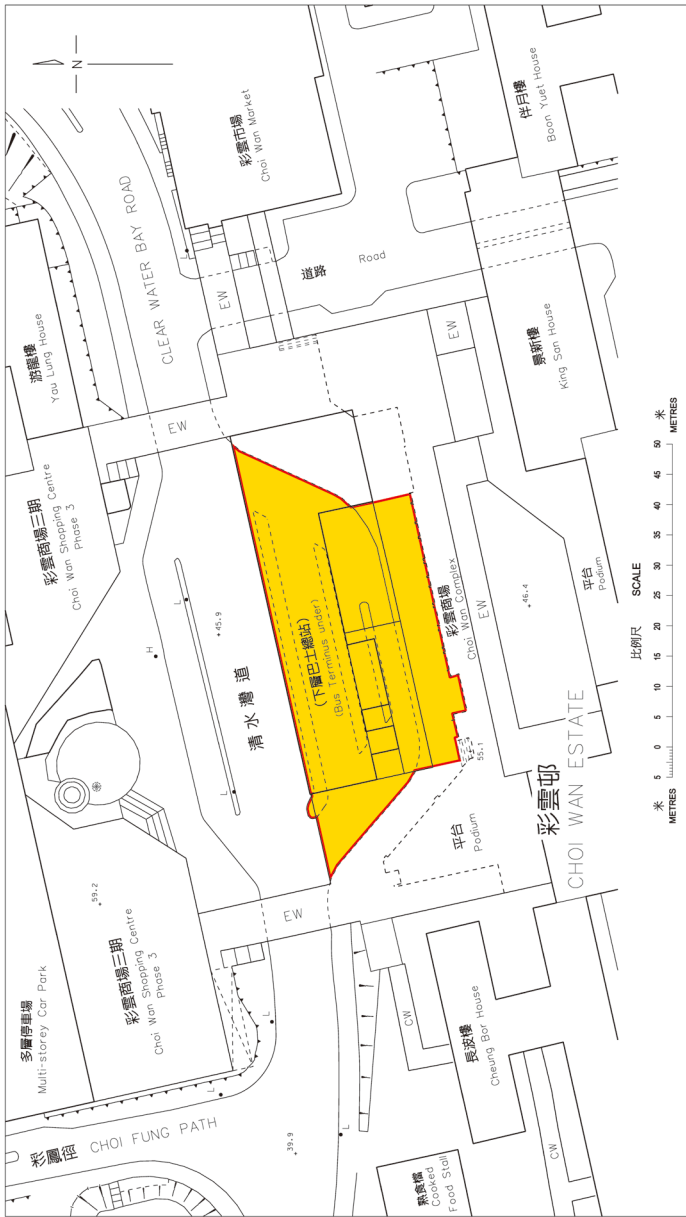 多層停車場
Multi-storey Car Park
彩雲商場三期
Choi Wan Shopping Centre
Phase 3
游龍樓
Yau Lung House
N
彩鳳徑
CHOI FUNG PATH
彩雲商場三期
Choi Wan Shopping Centre
Phase 3
+59.2
EW
EW
CLEAR WATER BAY ROAD
清水灣道
+45.9
+39.9
H
L
L
L
L
L
L
EW
彩雲市場
Choi Wan Market
道路
Road
(下層巴士總站)
(Bus Terminus under)
彩雲商場
Choi Wan Complex
EW
EW
平台
Podium
55.1
+46.4
平台
Podium
熟食檔
Cooked
Food Stall
長波樓
Cheung Bor House
CW
CW
彩雲邨
CHOI WAN ESTATE
景新樓
King San House
伴月樓
Boon Yuet House
米
METRES
5 0 5 10 15 20 25 30 35 40 45 50
米
METRES
比例尺
SCALE